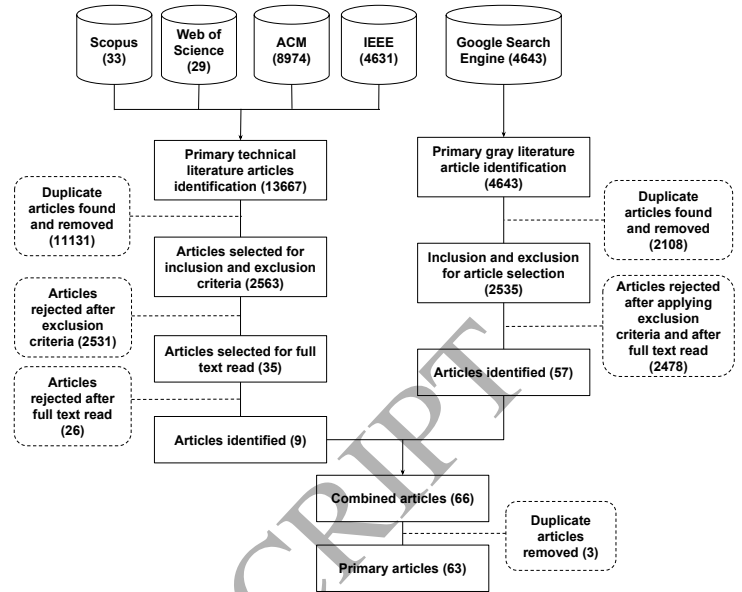 Scopus
(33)
Web of
Science
(29)
ACM
(8974)
IEEE
(4631)
Google Search
Engine (4643)
Primary technical
literature articles
identification (13667)
Primary gray literature
article identification
(4643)
Duplicate
articles found
and removed
(11131)
Duplicate
articles found
and removed
(2108)
Articles selected for
inclusion and exclusion
criteria (2563)
Inclusion and exclusion
for article selection
(2535)
Articles rejected
after applying
exclusion
criteria and after
full text read
(2478)
Articles
rejected after
exclusion
criteria (2531)
Articles selected for full
text read (35)
Articles identified (57)
Articles
rejected after
full text read
(26)
Articles identified (9)
Combined articles (66)
Duplicate
articles
removed (3)
Primary articles (63)
CRIPT